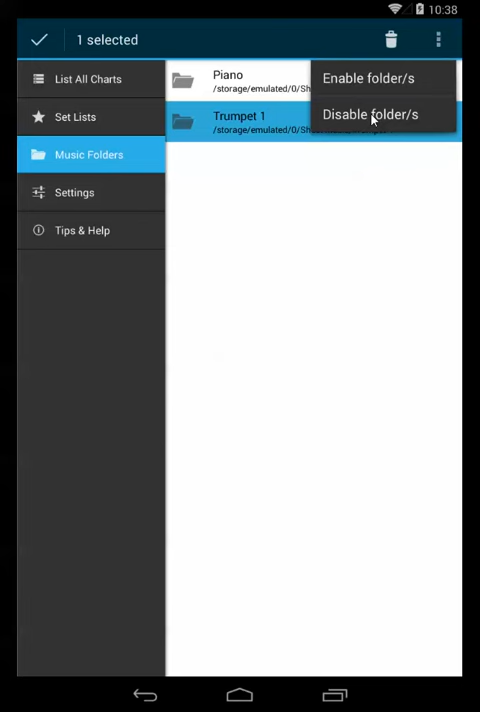 10:38
1 selected
List All Charts
Set Lists
Music Folders
Settings
Tips & Help
Piano
/storage/emulated/0/Sh
Trumpet 1
/storage/emulated/0/Sh
Enable folder/s
Disable folder/s